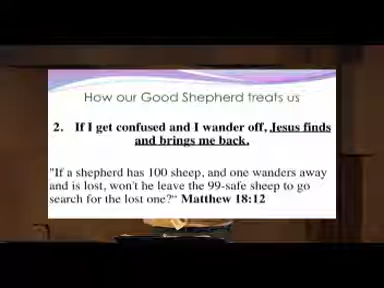 How our Good Shepherd treats us
2. If I get confused and I wander off, Jesus finds
and brings me back.
"If a shepherd has 100 sheep, and one wanders away
and is lost, won't he leave the 99-safe sheep to go
search for the lost one?" Matthew 18:12